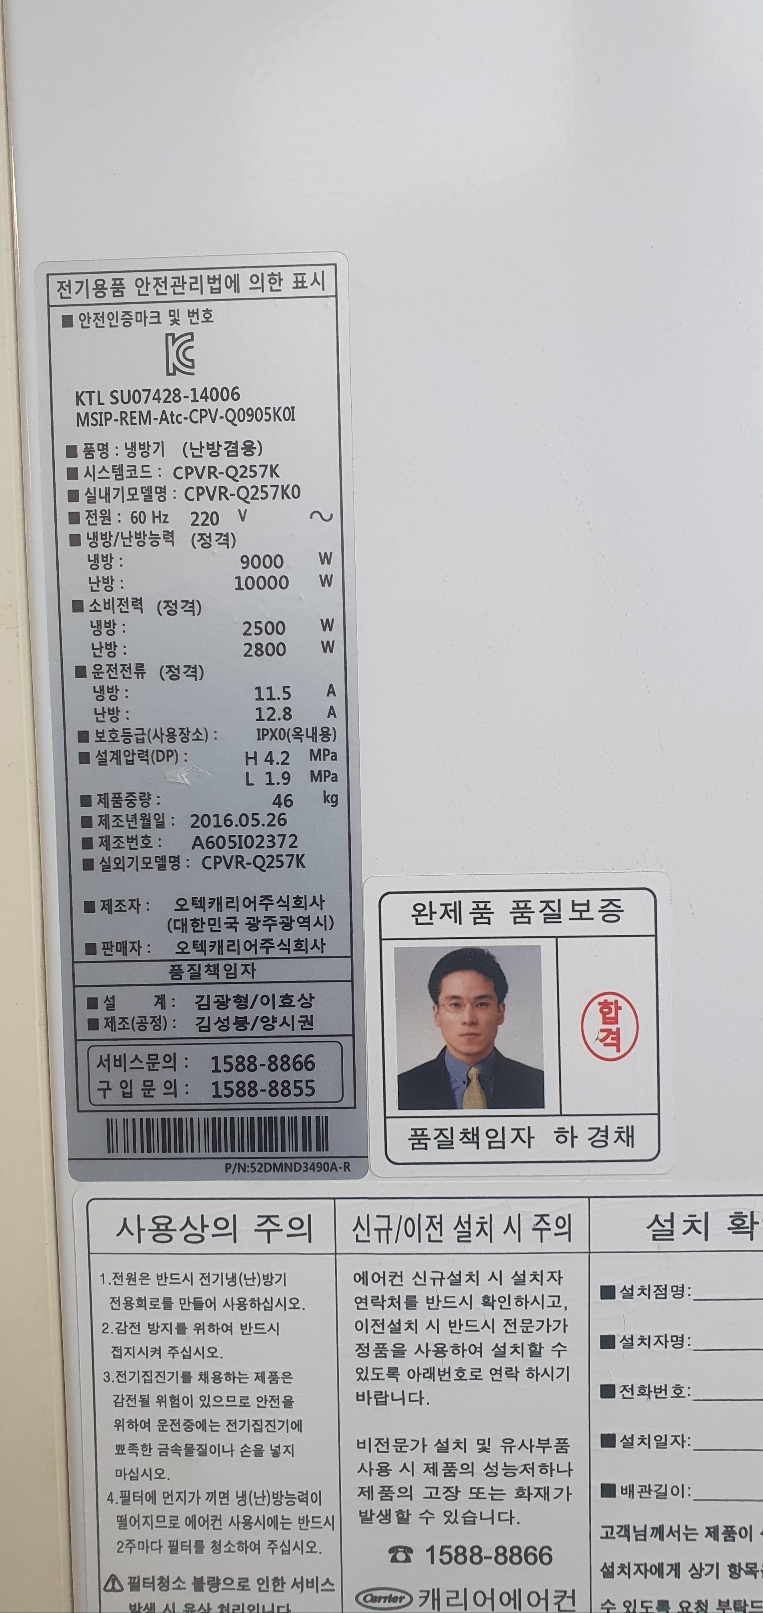 전기용품 안전관리법에 의한 표시
■ 안전인증마크 및 번호
KTL SU07428-14006
MSIP-REM-Atc-CPV-Q0905K0I
■ 품명 : 냉방기 (난방겸용)
■ 시스템코드 : CPVR-Q257K
■ 실내기모델명 : CPVR-Q257K0
■ 전원 : 60 Hz 220 V ~
■ 냉방/난방능력 (정격)
냉방 : 9000 W
난방 : 10000 W
■ 소비전력 (정격)
냉방 : 2500 W
난방 : 2800 W
■ 운전전류 (정격)
냉방 : 11.5 A
난방 : 12.8 A
■ 보호등급(사용장소) : IPX0(옥내용)
■ 설계압력(DP) : H 4.2 MPa
L 1.9 MPa
■ 제품중량 : 46 kg
■ 제조년월일 : 2016.05.26
■ 제조번호 : A605I02372
■ 실외기모델명 : CPVR-Q257K
■ 제조자 : 오텍캐리어주식회사
(대한민국 광주광역시)
■ 판매자 : 오텍캐리어주식회사
품질책임자
■ 설 계 : 김광형/이효상
■ 제조(공정) : 김성봉/양시권
서비스문의 : 1588-8866
구입문의 : 1588-8855
P/N:52DMND3490A-R
완제품 품질보증
합격
품질책임자 하경채
사용상의 주의
1.전원은 반드시 전기냉(난)방기
전용회로를 만들어 사용하십시오.
2.감전 방지를 위하여 반드시
접지시켜 주십시오.
3.전기집진기를 채용하는 제품은
감전될 위험이 있으므로 안전을
위하여 운전중에는 전기집진기에
뾰족한 금속물질이나 손을 넣지
마십시오.
4.필터에 먼지가 끼면 냉(난)방능력이
떨어지므로 에어컨 사용시에는 반드시
2주마다 필터를 청소하여 주십시오.
⚠ 필터청소 불량으로 인한 서비스
발생 시 유상 처리입니다.
신규/이전 설치 시 주의
에어컨 신규설치 시 설치자
연락처를 반드시 확인하시고,
이전설치 시 반드시 전문가가
정품을 사용하여 설치할 수
있도록 아래번호로 연락 하시기
바랍니다.
비전문가 설치 및 유사부품
사용 시 제품의 성능저하나
제품의 고장 또는 화재가
발생할 수 있습니다.
☎ 1588-8866
Carrier 캐리어에어컨
설치 확
■ 설치점명:
■ 설치자명:
■ 전화번호:
■ 설치일자:
■ 배관길이:
고객님께서는 제품이
설치자에게 상기 항목
수 있도록 요청 부탁드